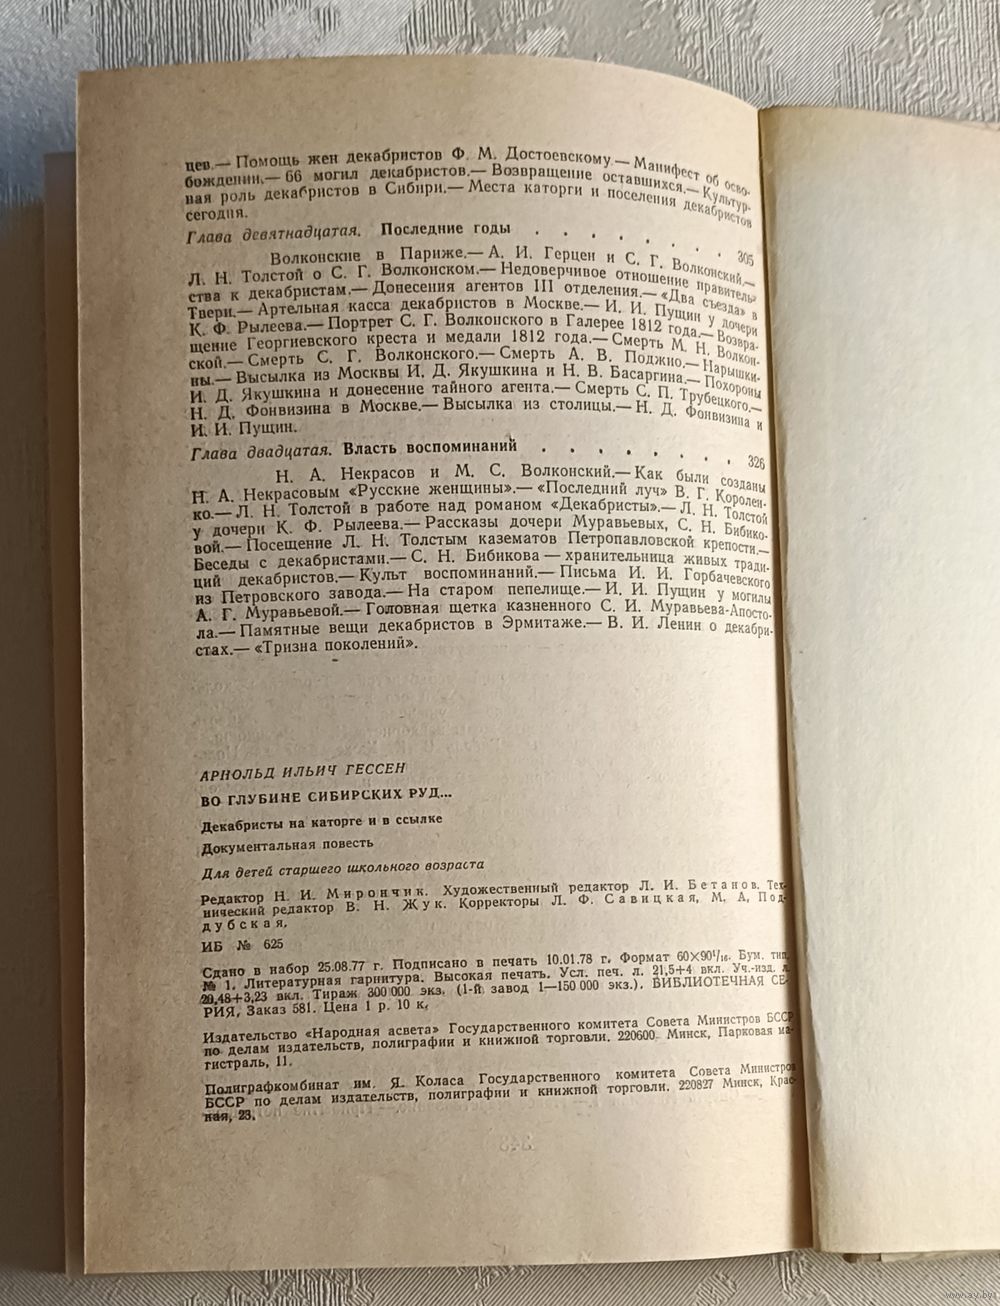 цев.— Помощь жен декабристов Ф. М. Достоевскому.— Манифест об осво-
бождении.— 66 могил декабристов.— Возвращение оставшихся.— Культур-
ная роль декабристов в Сибири.— Места каторги и поселения декабристов
сегодня.
Глава девятнадцатая. Последние годы . . . . . . . . 305
Волконские в Париже.— А. И. Герцен и С. Г. Волконский.—
Л. Н. Толстой о С. Г. Волконском.— Недоверчивое отношение правитель-
ства к декабристам.— Донесения агентов III отделения.— «Два съезда» в
Твери.— Артельная касса декабристов в Москве.— И. И. Пущин у дочери
К. Ф. Рылеева.— Портрет С. Г. Волконского в Галерее 1812 года.— Возвра-
щение Георгиевского креста и медали 1812 года.— Смерть М. Н. Волкон-
ской.— Смерть С. Г. Волконского.— Смерть А. В. Поджио.— Нарышки-
ны.— Высылка из Москвы И. Д. Якушкина и Н. В. Басаргина.— Похороны
И. Д. Якушкина и донесение тайного агента.— Смерть С. П. Трубецкого.—
Н. Д. Фонвизина в Москве.— Высылка из столицы.— Н. Д. Фонвизина и
И. И. Пущин.
Глава двадцатая. Власть воспоминаний . . . . . . . . 326
Н. А. Некрасов и М. С. Волконский.— Как были созданы
Н. А. Некрасовым «Русские женщины».— «Последний луч» В. Г. Королен-
ко.— Л. Н. Толстой в работе над романом «Декабристы».— Л. Н. Толстой
у дочери К. Ф. Рылеева.— Рассказы дочери Муравьевых, С. Н. Бибико-
вой.— Посещение Л. Н. Толстым казематов Петропавловской крепости.—
Беседы с декабристами.— С. Н. Бибикова — хранительница живых тради-
ций декабристов.— Культ воспоминаний.— Письма И. И. Горбачевского
из Петровского завода.— На старом пепелище.— И. И. Пущин у могилы
А. Г. Муравьевой.— Головная щетка казненного С. И. Муравьева-Апосто-
ла.— Памятные вещи декабристов в Эрмитаже.— В. И. Ленин о декабри-
стах.— «Тризна поколений».
АРНОЛЬД ИЛЬИЧ ГЕССЕН
ВО ГЛУБИНЕ СИБИРСКИХ РУД...
Декабристы на каторге и в ссылке
Документальная повесть
Для детей старшего школьного возраста
Редактор Н. И. Мирончик. Художественный редактор Л. И. Бетанов. Тех-
нический редактор В. Н. Жук. Корректоры Л. Ф. Савицкая, М. А. Под-
дубская.
ИБ № 625
Сдано в набор 25.08.77 г. Подписано в печать 10.01.78 г. Формат 60×90¹/₁₆. Бум. тип.
№ 1. Литературная гарнитура. Высокая печать. Усл. печ. л. 21,5+4 вкл. Уч.-изд. л.
20,48+3,23 вкл. Тираж 300 000 экз. (1-й завод 1—150 000 экз.). БИБЛИОТЕЧНАЯ СЕ-
РИЯ. Заказ 581. Цена 1 р. 10 к.
Издательство «Народная асвета» Государственного комитета Совета Министров БССР
по делам издательств, полиграфии и книжной торговли. 220600. Минск, Парковая ма-
гистраль, 11.
Полиграфкомбинат им. Я. Коласа Государственного комитета Совета Министров
БССР по делам издательств, полиграфии и книжной торговли. 220827 Минск, Крас-
ная, 23.
www.ay.by